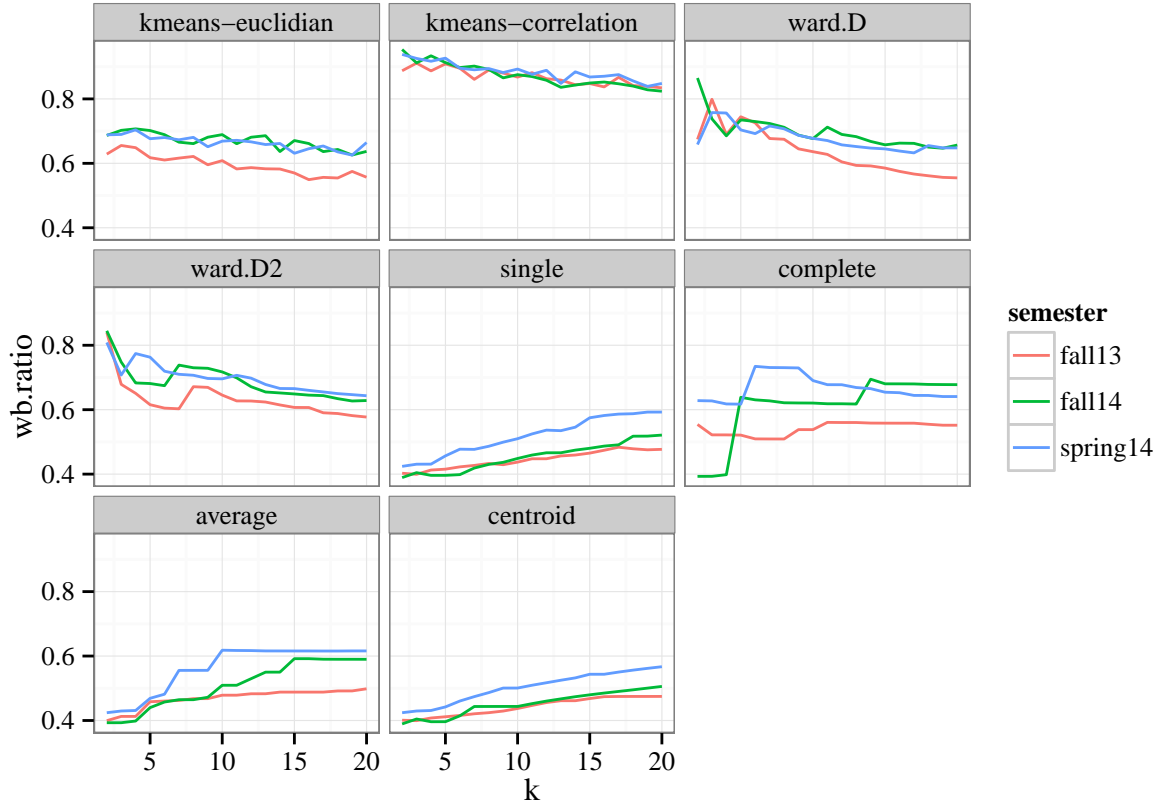 kmeans−euclidian kmeans−correlation ward.D
0.8
0.6
0.4
ward.D2 single complete
0.8
0.6
0.4
average centroid
0.8
0.6
0.4
5 10 15 20 5 10 15 20
k
wb.ratio
semester
fall13
fall14
spring14